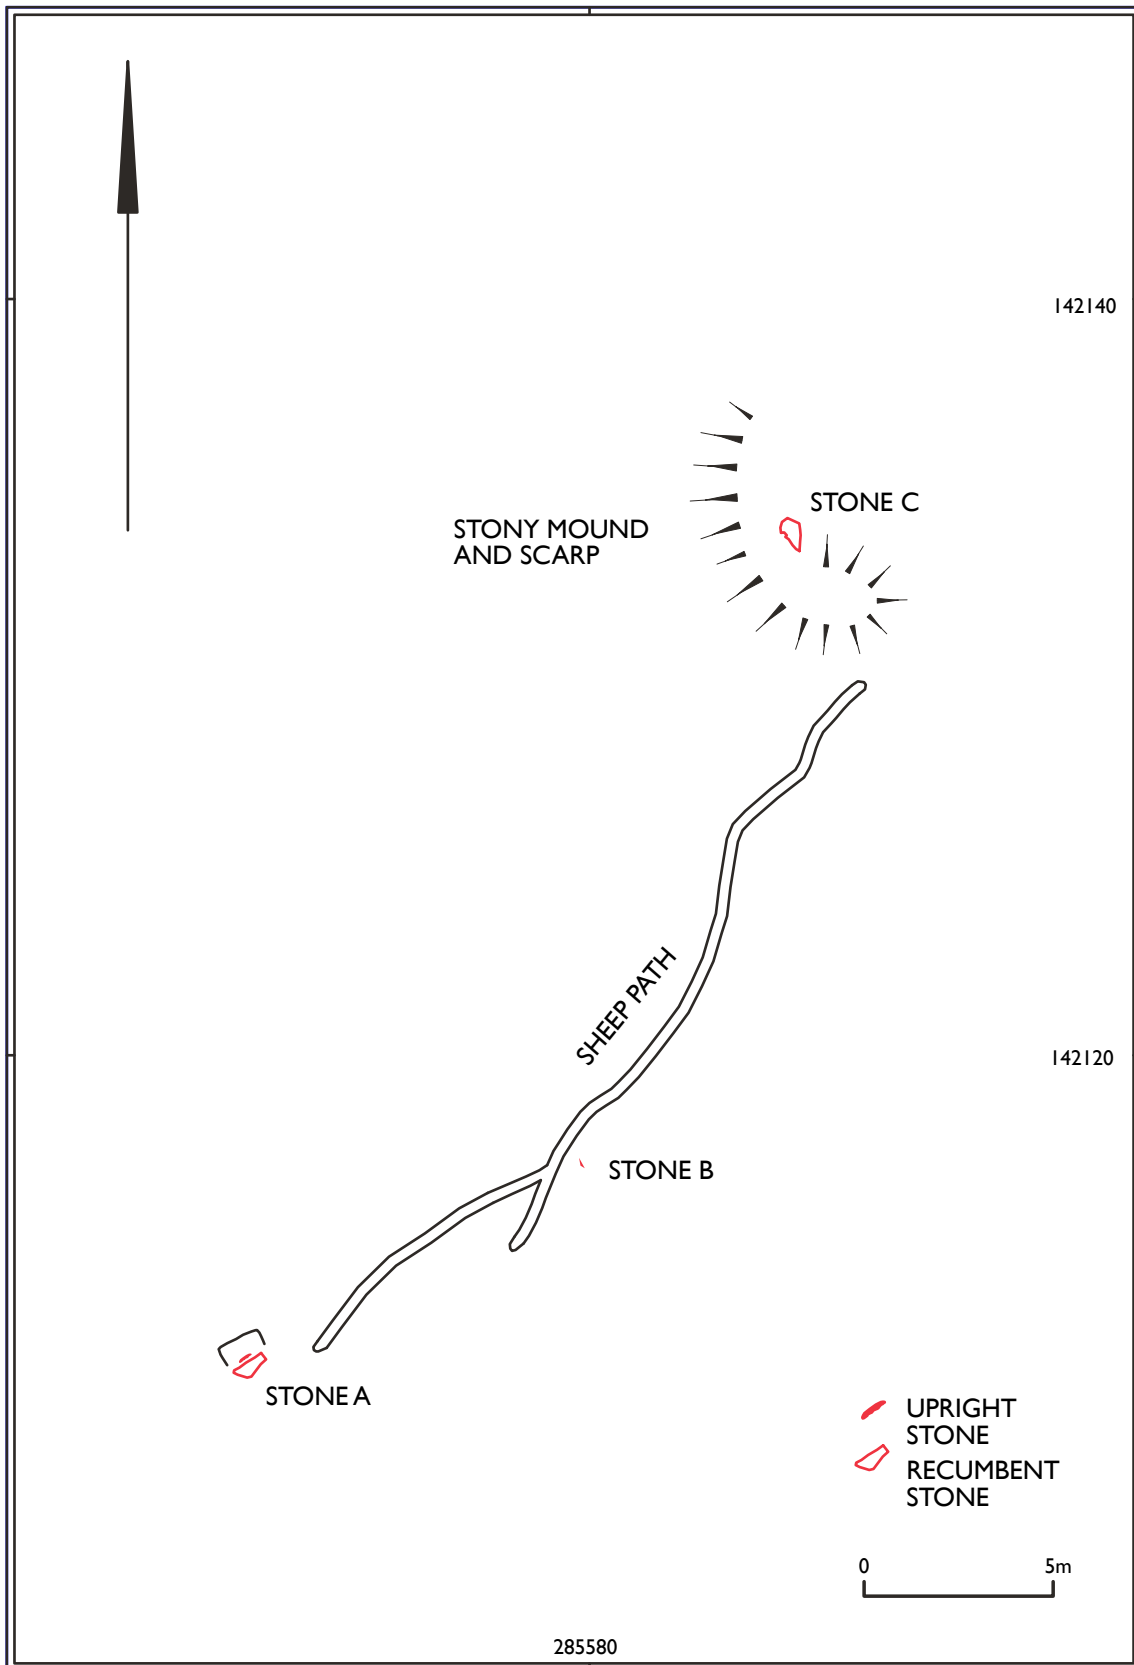 142140
STONE C
STONY MOUND
AND SCARP
SHEEP PATH
142120
STONE B
STONE A
UPRIGHT
STONE
RECUMBENT
STONE
0 5m
285580